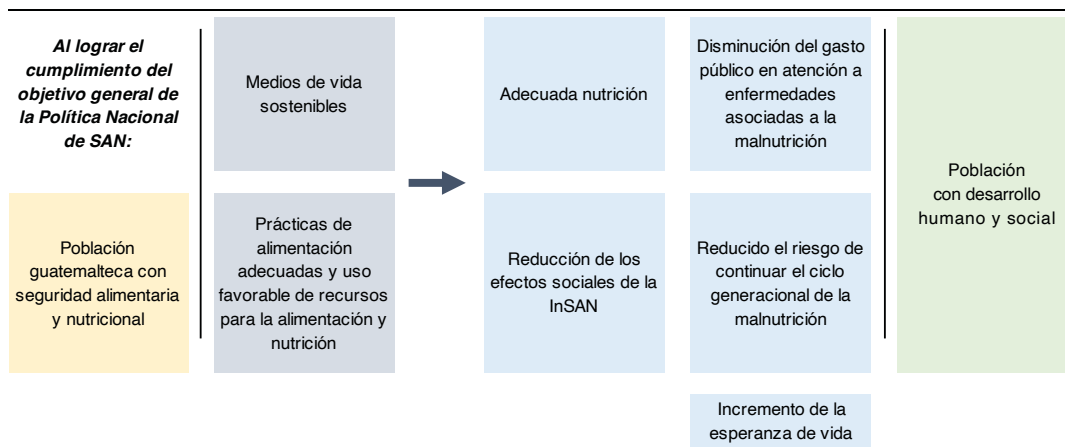 Al lograr el
cumplimiento del
objetivo general de
la Política Nacional
de SAN:
Población
guatemalteca con
seguridad alimentaria
y nutricional
Medios de vida
sostenibles
Prácticas de
alimentación
adecuadas y uso
favorable de recursos
para la alimentación y
nutrición
Adecuada nutrición
Reducción de los
efectos sociales de la
InSAN
Disminución del gasto
público en atención a
enfermedades
asociadas a la
malnutrición
Reducido el riesgo de
continuar el ciclo
generacional de la
malnutrición
Incremento de la
esperanza de vida
Población
con desarrollo
humano y social